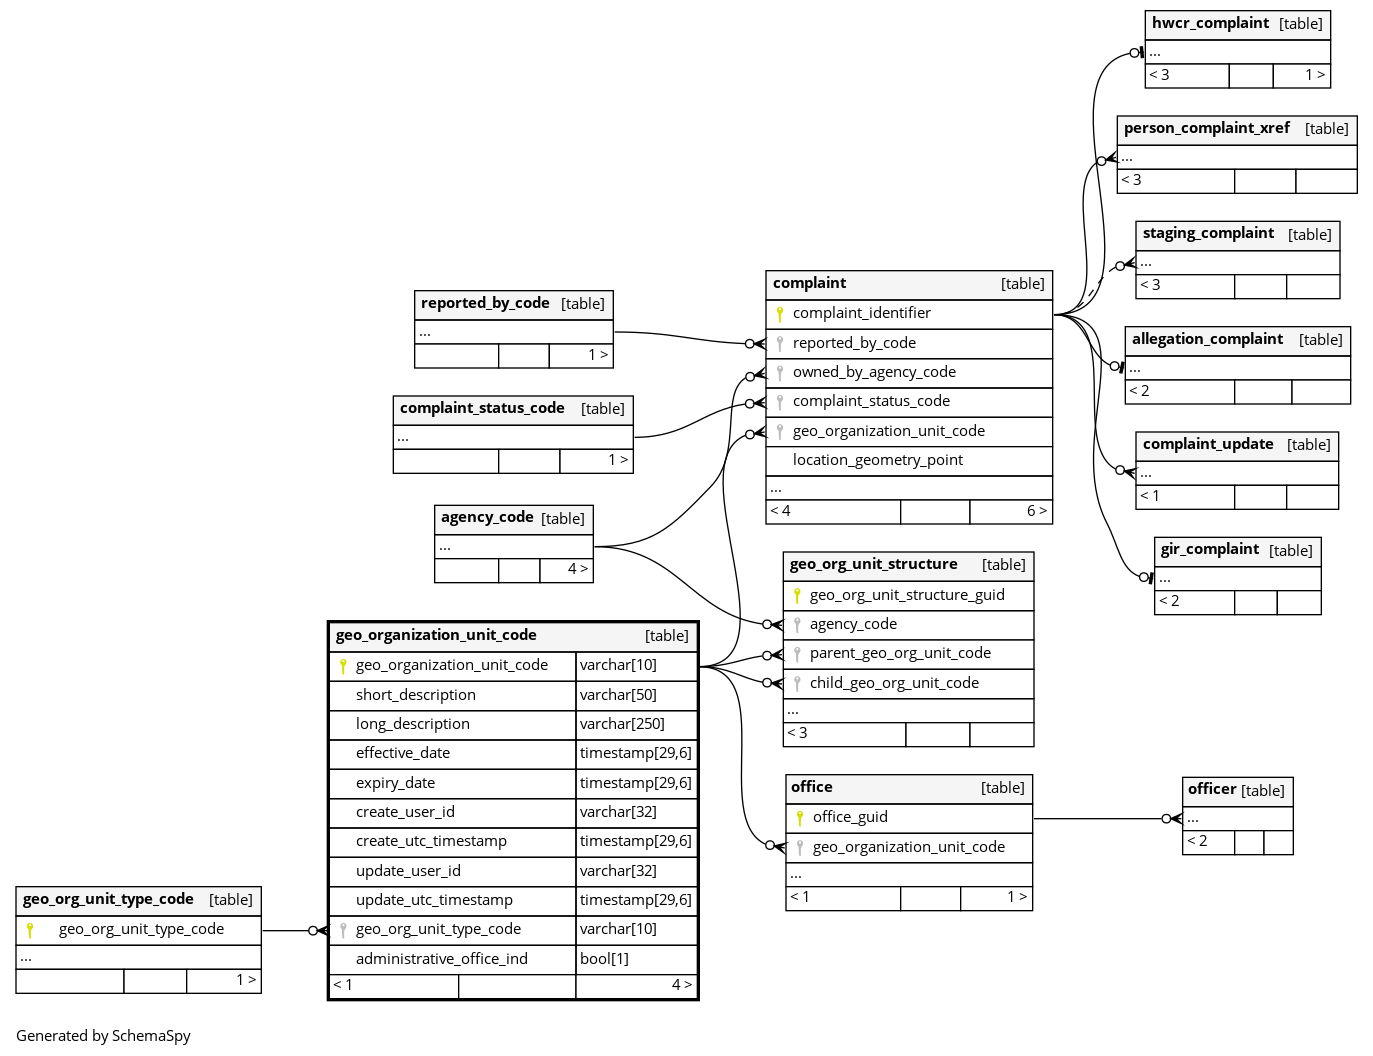 hwcr_complaint [table]
...
< 3 1 >
person_complaint_xref [table]
...
< 3
staging_complaint [table]
...
< 3
complaint [table]
complaint_identifier
reported_by_code
owned_by_agency_code
complaint_status_code
geo_organization_unit_code
location_geometry_point
...
< 4 6 >
reported_by_code [table]
...
1 >
allegation_complaint [table]
...
< 2
complaint_status_code [table]
...
1 >
complaint_update [table]
...
< 1
agency_code [table]
...
4 >
gir_complaint [table]
...
< 2
geo_org_unit_structure [table]
geo_org_unit_structure_guid
agency_code
parent_geo_org_unit_code
child_geo_org_unit_code
...
< 3
geo_organization_unit_code [table]
geo_organization_unit_code varchar[10]
short_description varchar[50]
long_description varchar[250]
effective_date timestamp[29,6]
expiry_date timestamp[29,6]
create_user_id varchar[32]
create_utc_timestamp timestamp[29,6]
update_user_id varchar[32]
update_utc_timestamp timestamp[29,6]
geo_org_unit_type_code varchar[10]
administrative_office_ind bool[1]
< 1 4 >
office [table]
office_guid
geo_organization_unit_code
...
< 1 1 >
officer [table]
...
< 2
geo_org_unit_type_code [table]
geo_org_unit_type_code
...
1 >
Generated by SchemaSpy